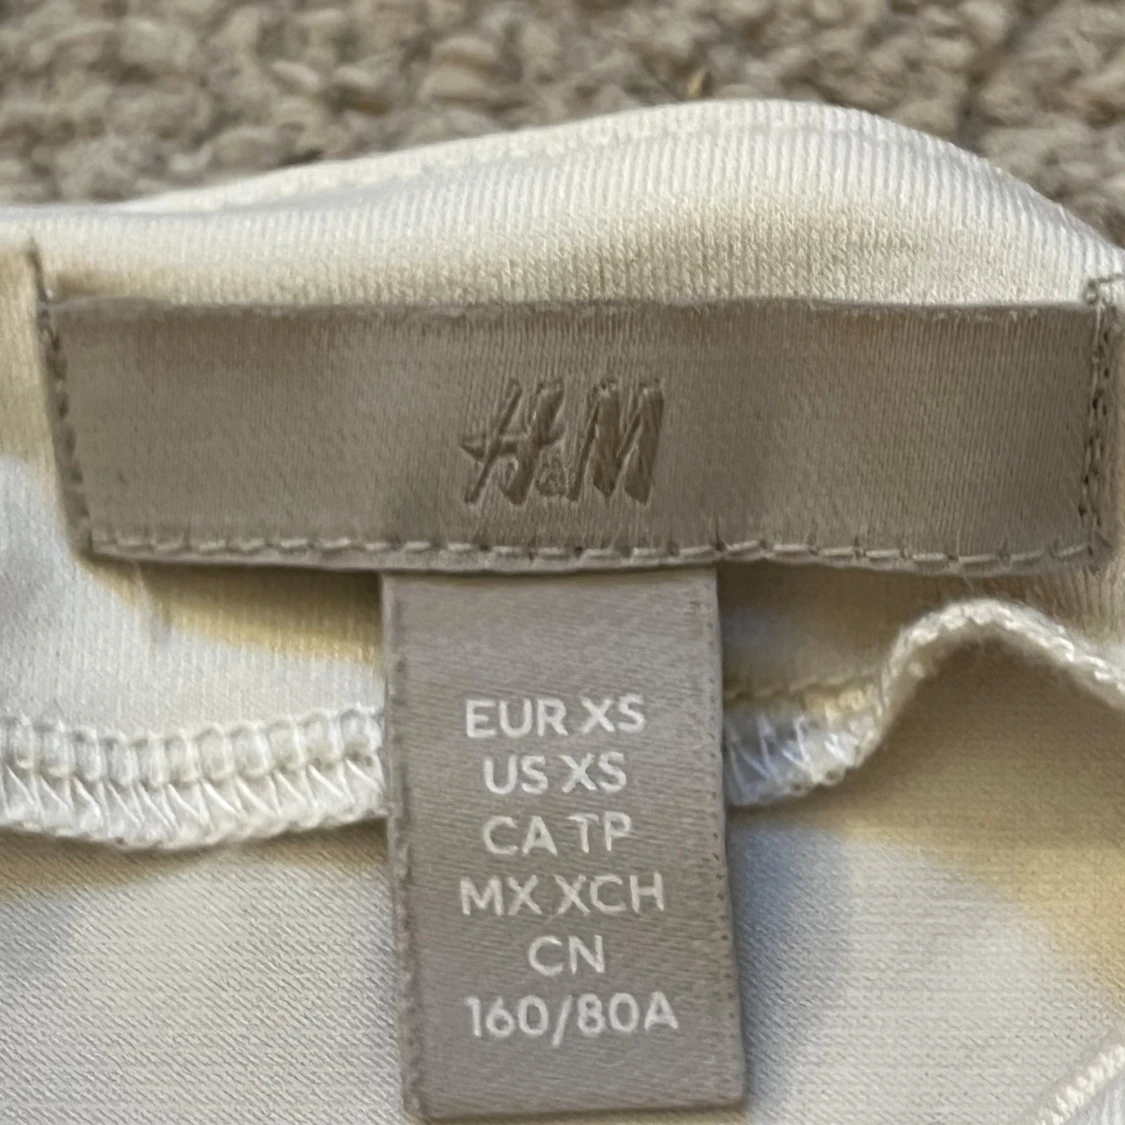 H&M
EUR XS
US XS
CA TP
MX XCH
CN
160/80A